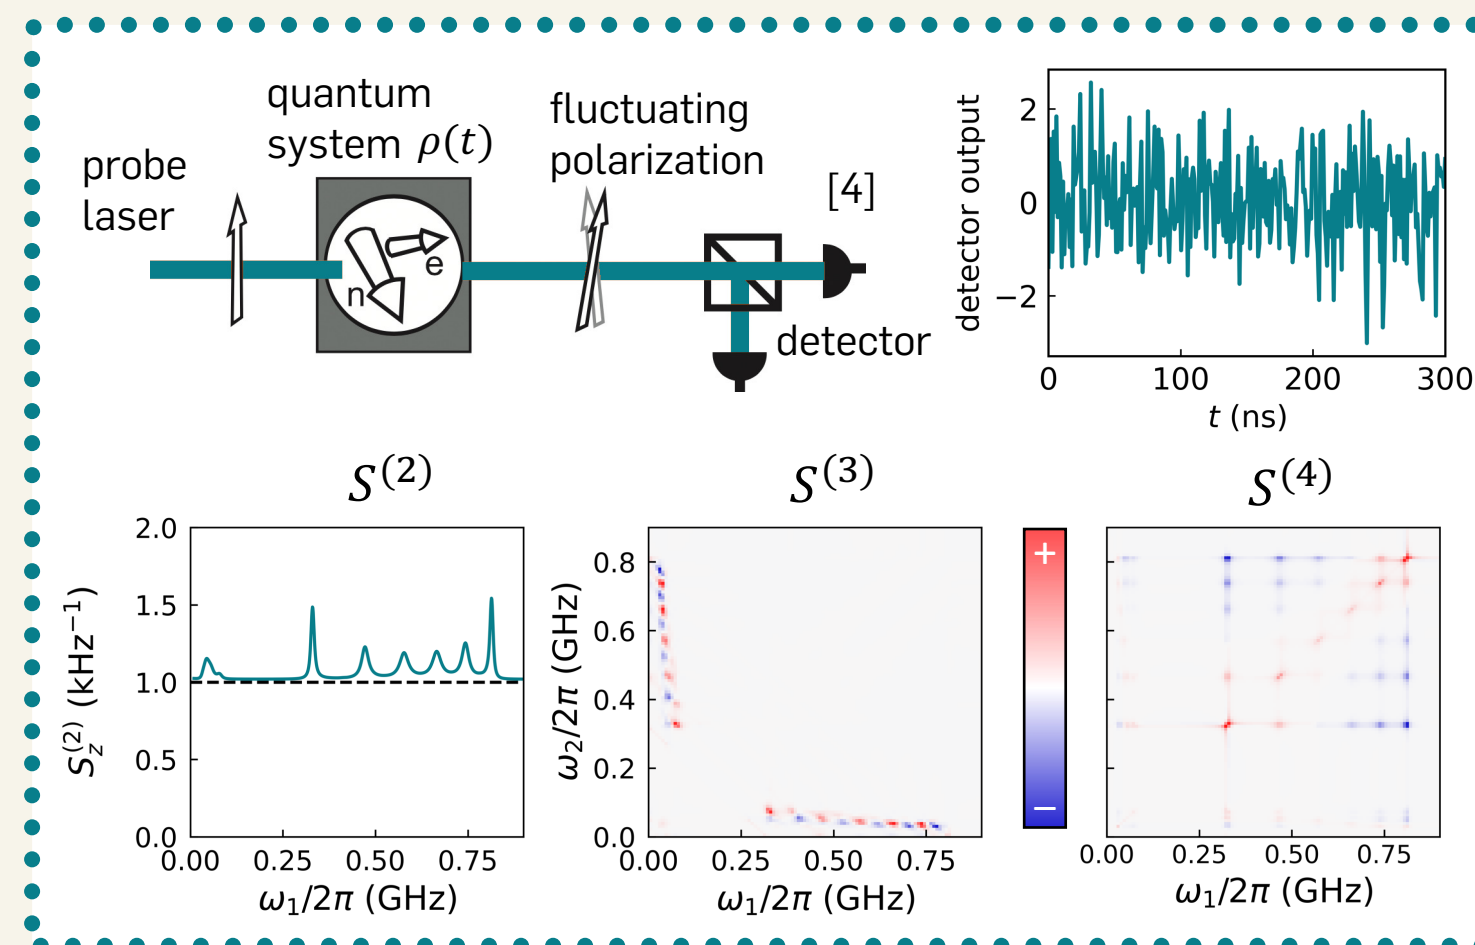 probe
laser
quantum
system ρ(t)
fluctuating
polarization
[4]
n
e
detector
detector output
2
0
−2
0 100 200 300
t (ns)
S(2)
S_z^(2) (kHz⁻¹)
2.0
1.5
1.0
0.5
0.0
0.00 0.25 0.50 0.75
ω₁/2π (GHz)
S(3)
ω₂/2π (GHz)
0.8
0.6
0.4
0.2
0.0
0.00 0.25 0.50 0.75
ω₁/2π (GHz)
+
−
S(4)
0.00 0.25 0.50 0.75
ω₁/2π (GHz)